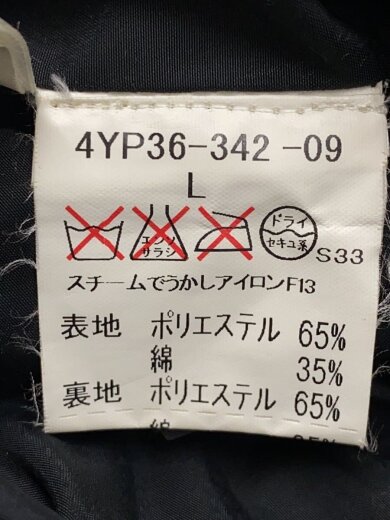 4YP36-342 -09
L
エンソ
サラシ
ドライ
セキユ系
S33
スチームでうかしアイロンF13
表地 ポリエステル 65%
綿 35%
裏地 ポリエステル 65%